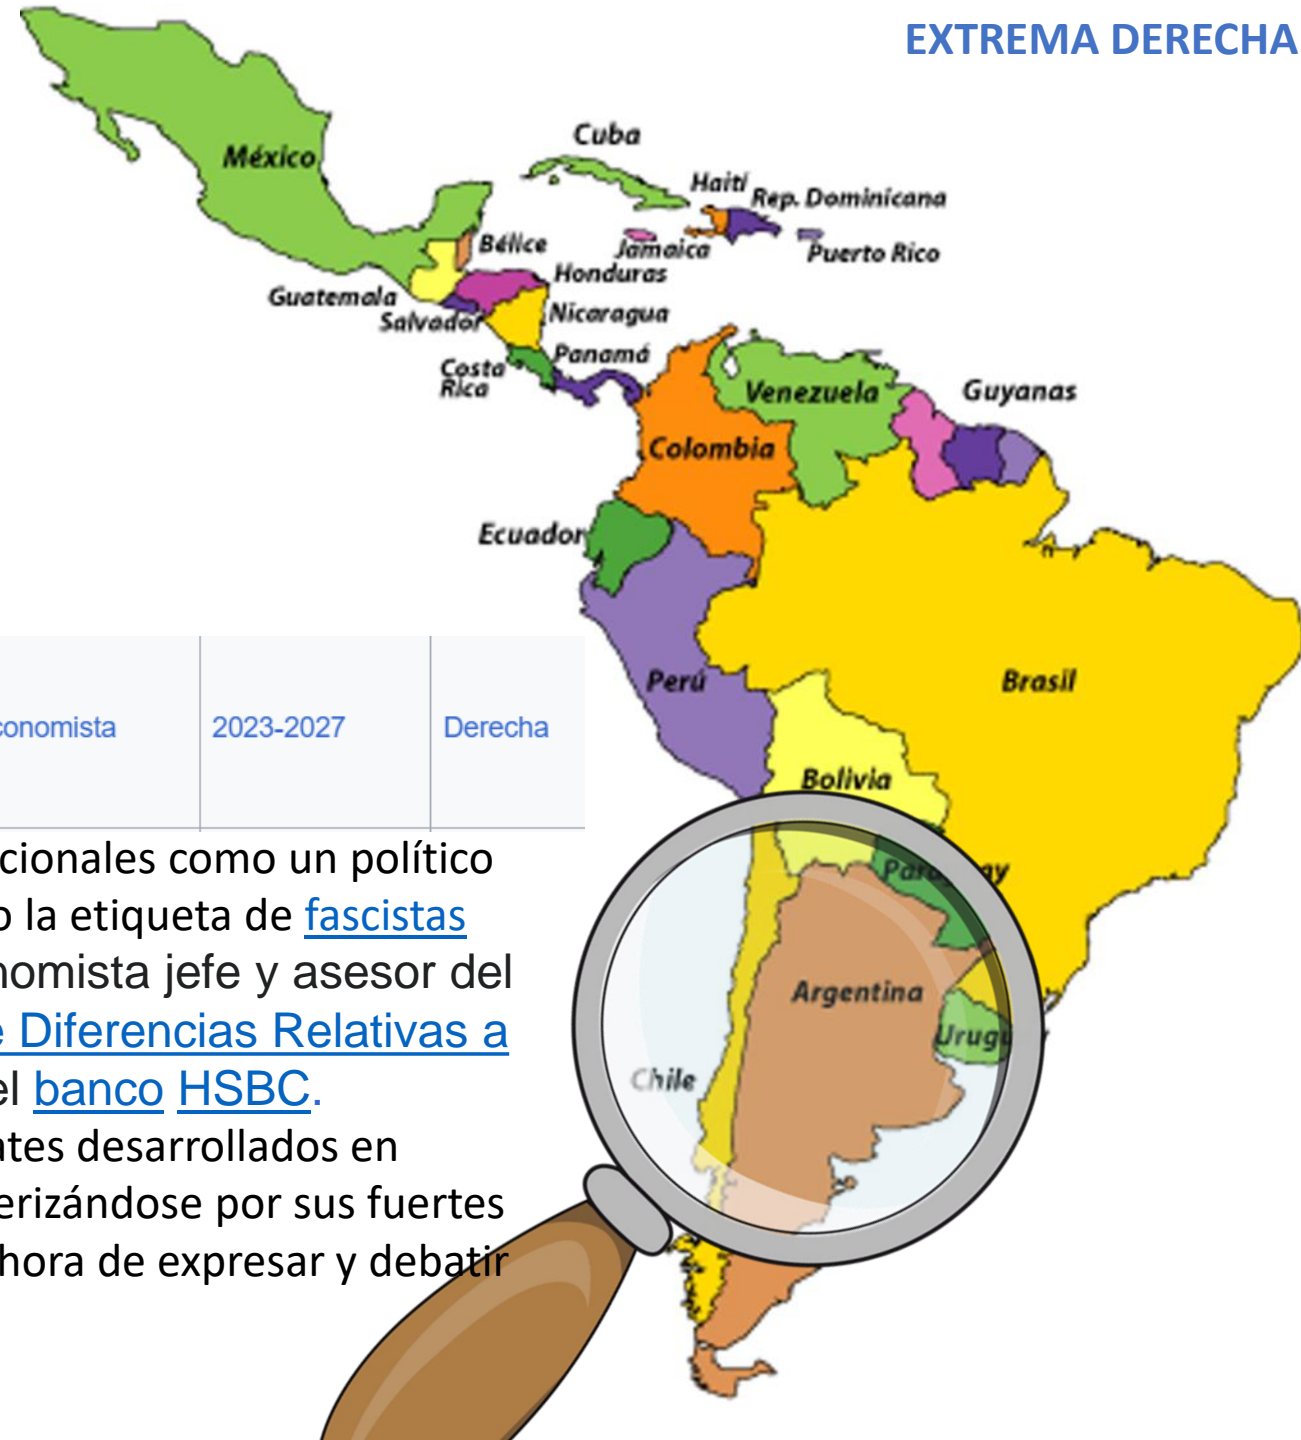 EXTREMA DERECHA
México
Cuba
Haití
Rep. Dominicana
Jamaica
Puerto Rico
Bélice
Honduras
Guatemala
Salvador
Nicaragua
Costa
Rica
Panamá
Venezuela
Guyanas
Colombia
Ecuador
Perú
Brasil
Bolivia
Paraguay
Argentina
Urugu
Chile
conomista 2023-2027 Derecha
cionales como un político
o la etiqueta de fascistas
nomista jefe y asesor del
e Diferencias Relativas a
el banco HSBC.
ates desarrollados en
erizándose por sus fuertes
hora de expresar y debatir